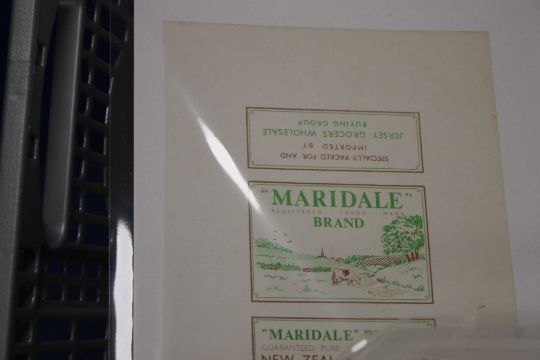 SPECIALLY PACKED FOR AND
IMPORTED BY
JERSEY GROCERS WHOLESALE
BUYING GROUP
"MARIDALE"
REGISTERED TRADE MARK
BRAND
"MARIDALE"
GUARANTEED PURE
NEW